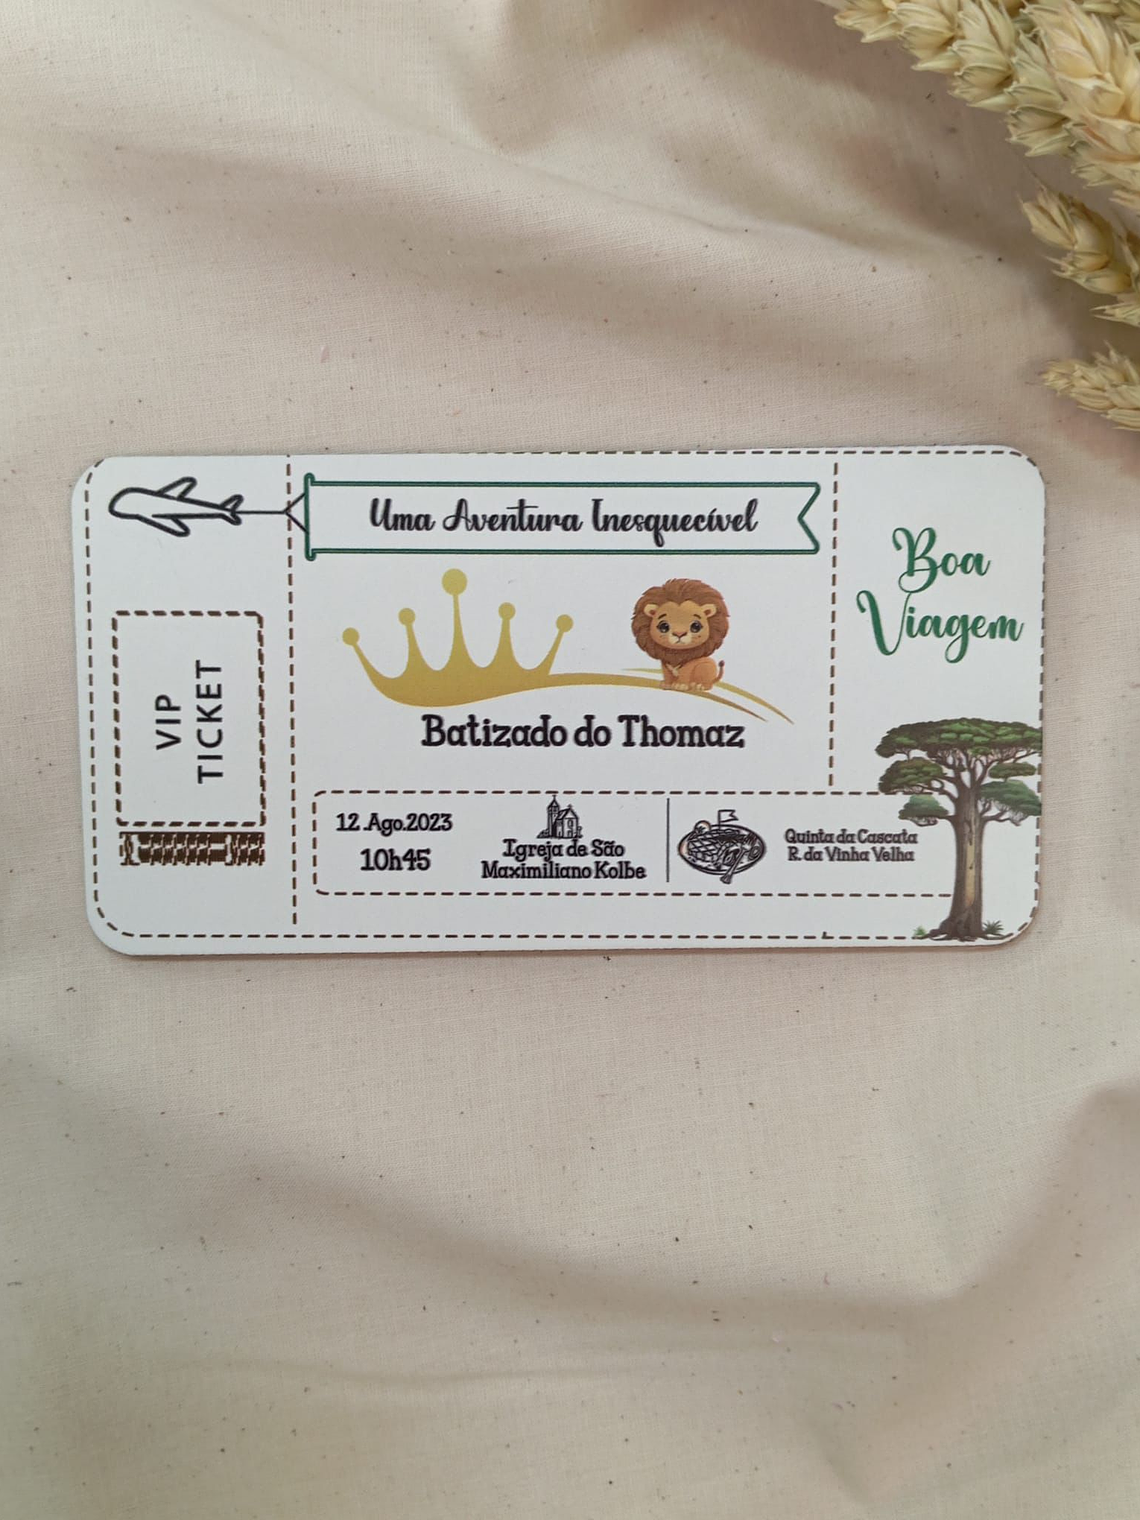 Uma Aventura Inesquecível
Boa
Viagem
VIP
TICKET
Batizado do Thomaz
12 .Ago.2023
10h45
Igreja de São
Maximiliano Kolbe
Quinta da Cascata
R. da Vinha Velha